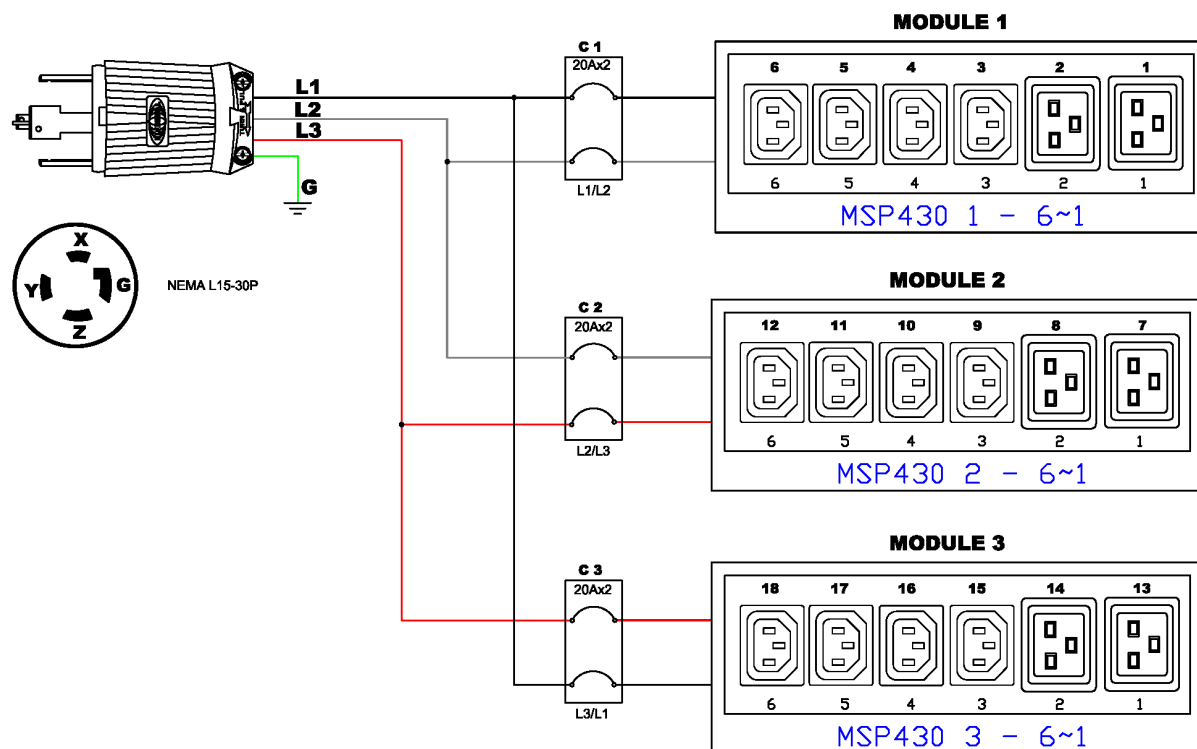 MODULE 1
C 1
20Ax2
L1
L2
L3
G
L1/L2
6 5 4 3 2 1
6 5 4 3 2 1
MSP430 1 - 6~1
X
Y
G
Z
NEMA L15-30P
MODULE 2
C 2
20Ax2
L2/L3
12 11 10 9 8 7
6 5 4 3 2 1
MSP430 2 - 6~1
MODULE 3
C 3
20Ax2
L3/L1
18 17 16 15 14 13
6 5 4 3 2 1
MSP430 3 - 6~1